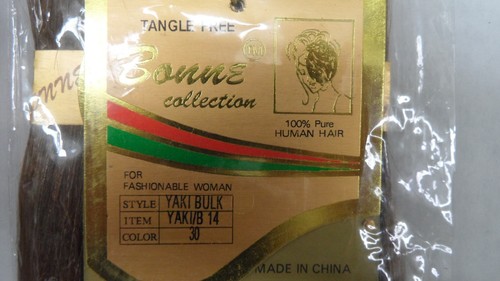 TANGLE FREE
Bonne
collection
100% Pure
HUMAN HAIR
FOR
FASHIONABLE WOMAN
STYLE YAKI BULK
ITEM YAKI/B 14
COLOR 30
MADE IN CHINA